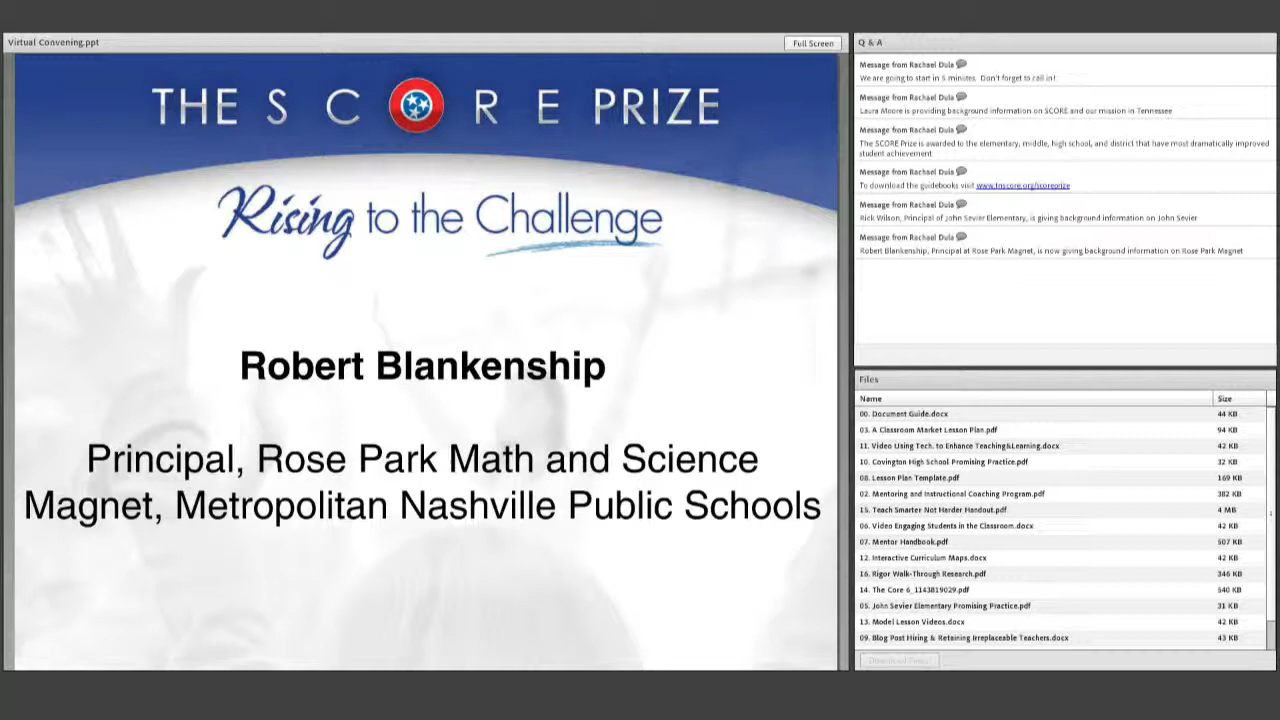 Virtual Convening.ppt
Full Screen
THE SCORE PRIZE
Rising to the Challenge
Robert Blankenship
Principal, Rose Park Math and Science
Magnet, Metropolitan Nashville Public Schools
Q & A
Message from Rachael Dula
We are going to start in 5 minutes. Don't forget to call in!
Message from Rachael Dula
Laura Moore is providing background information on SCORE and our mission in Tennessee
Message from Rachael Dula
The SCORE Prize is awarded to the elementary, middle, high school, and district that have most dramatically improved
student achievement
Message from Rachael Dula
To download the guidebooks visit www.tnscore.org/scoreprize
Message from Rachael Dula
Rick Wilson, Principal of John Sevier Elementary, is giving background information on John Sevier
Message from Rachael Dula
Robert Blankenship, Principal at Rose Park Magnet, is now giving background information on Rose Park Magnet
Files
Name Size
00. Document Guide.docx 44 KB
03. A Classroom Market Lesson Plan.pdf 94 KB
11. Video Using Tech. to Enhance Teaching&Learning.docx 42 KB
10. Covington High School Promising Practice.pdf 32 KB
08. Lesson Plan Template.pdf 169 KB
02. Mentoring and Instructional Coaching Program.pdf 382 KB
15. Teach Smarter Not Harder Handout.pdf 4 MB
06. Video Engaging Students in the Classroom.docx 42 KB
07. Mentor Handbook.pdf 507 KB
12. Interactive Curriculum Maps.docx 42 KB
16. Rigor Walk-Through Research.pdf 346 KB
14. The Core 6_1143819029.pdf 540 KB
05. John Sevier Elementary Promising Practice.pdf 31 KB
13. Model Lesson Videos.docx 42 KB
09. Blog Post Hiring & Retaining Irreplaceable Teachers.docx 43 KB